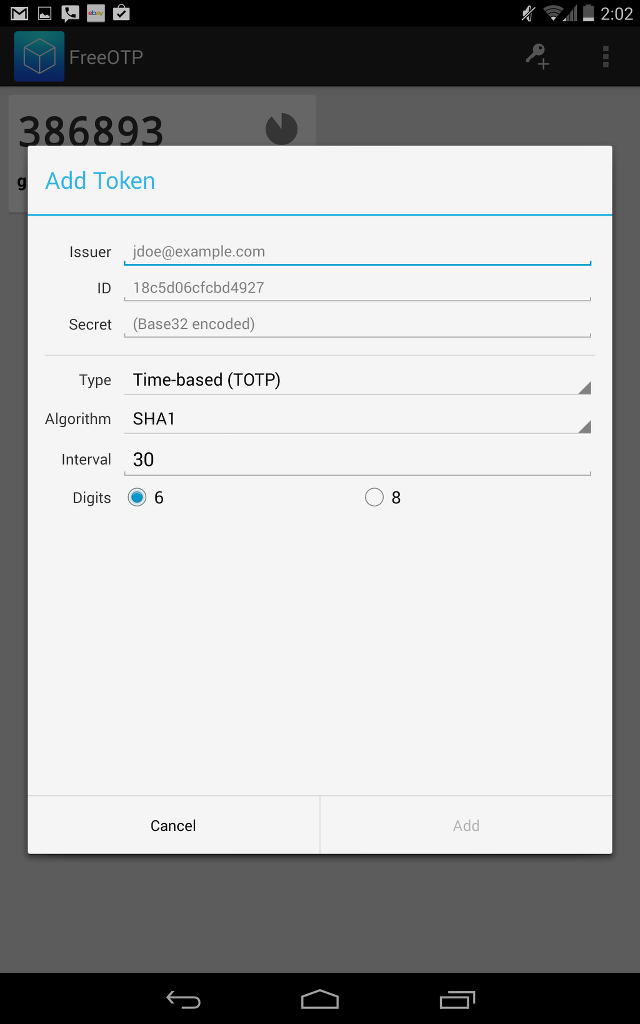 ebay
2:02
FreeOTP
386893
g
Add Token
Issuer jdoe@example.com
ID 18c5d06cfcbd4927
Secret (Base32 encoded)
Type Time-based (TOTP)
Algorithm SHA1
Interval 30
Digits 6 8
Cancel Add